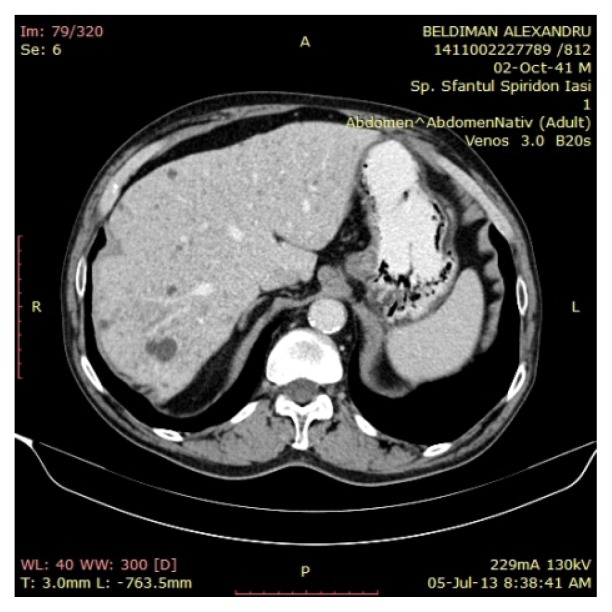 Im: 79/320
Se: 6
A
BELDIMAN ALEXANDRU
1411002227789 /812
02-Oct-41 M
Sp. Sfantul Spiridon Iasi
1
Abdomen^AbdomenNativ (Adult)
Venos 3.0 B20s
R
L
WL: 40 WW: 300 [D]
T: 3.0mm L: -763.5mm
P
229mA 130kV
05-Jul-13 8:38:41 AM